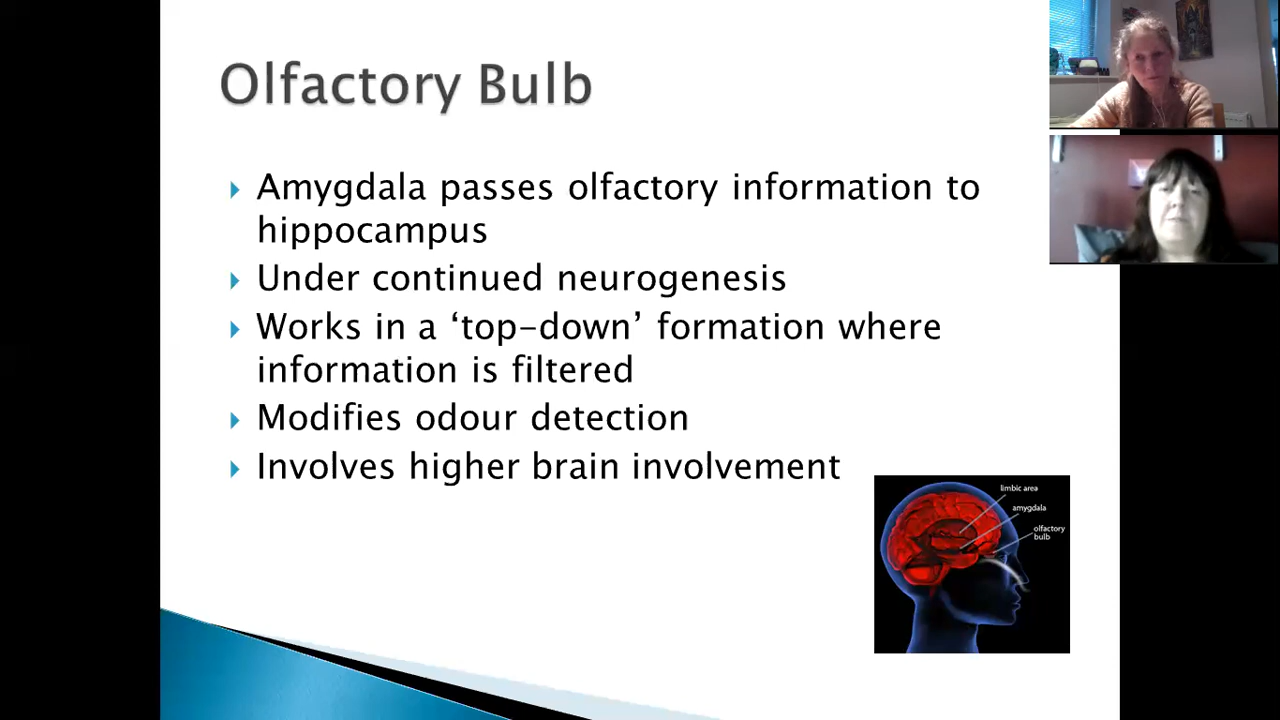 Olfactory Bulb
Amygdala passes olfactory information to
hippocampus
Under continued neurogenesis
Works in a ‘top-down’ formation where
information is filtered
Modifies odour detection
Involves higher brain involvement
limbic area
amygdala
olfactory
bulb